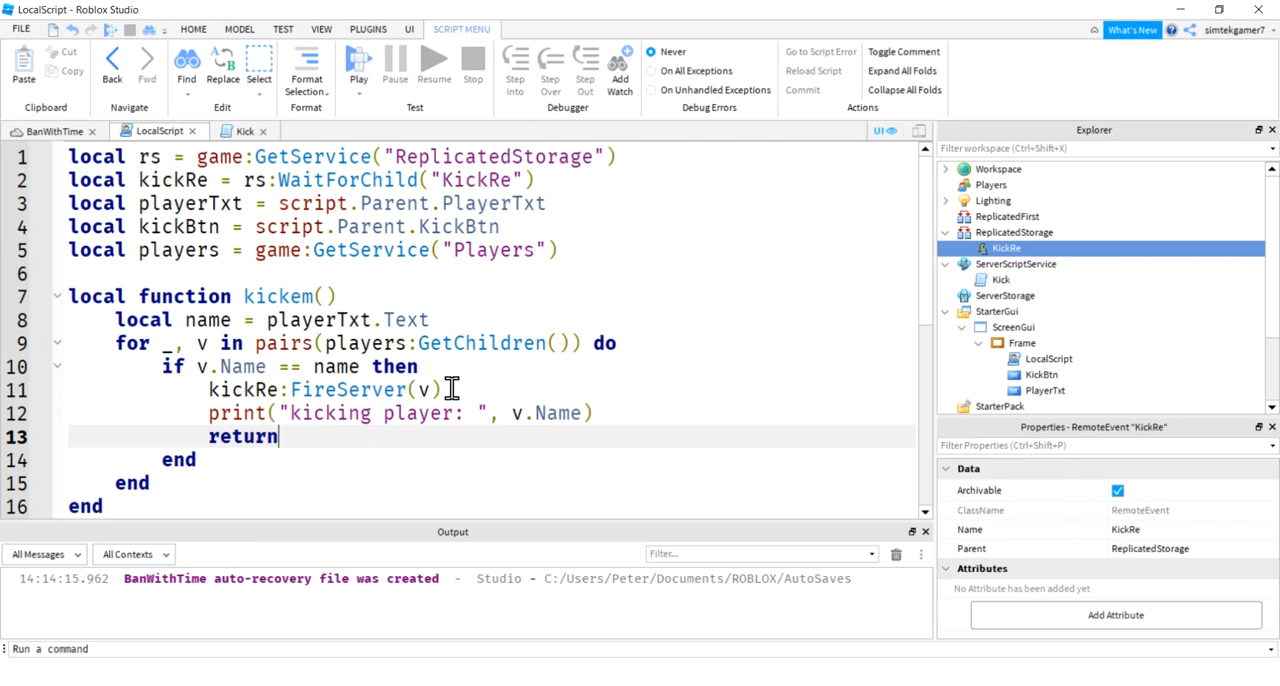 LocalScript - Roblox Studio
FILE HOME MODEL TEST VIEW PLUGINS UI SCRIPT MENU What's New simtekgamer7
Paste Cut Copy Back Fwd Find Replace Select Format Selection Play Pause Resume Stop Step Into Step Over Step Out Add Watch Never On All Exceptions On Unhandled Exceptions Go to Script Error Reload Script Commit Toggle Comment Expand All Folds Collapse All Folds
Clipboard Navigate Edit Format Test Debugger Debug Errors Actions
BanWithTime LocalScript Kick UI
1 local rs = game:GetService("ReplicatedStorage")
2 local kickRe = rs:WaitForChild("KickRe")
3 local playerTxt = script.Parent.PlayerTxt
4 local kickBtn = script.Parent.KickBtn
5 local players = game:GetService("Players")
6
7 local function kickem()
8 local name = playerTxt.Text
9 for _, v in pairs(players:GetChildren()) do
10 if v.Name == name then
11 kickRe:FireServer(v)
12 print("kicking player: ", v.Name)
13 return
14 end
15 end
16 end
Explorer
Filter workspace (Ctrl+Shift+X)
Workspace
Players
Lighting
ReplicatedFirst
ReplicatedStorage
KickRe
ServerScriptService
Kick
ServerStorage
StarterGui
ScreenGui
Frame
LocalScript
KickBtn
PlayerTxt
StarterPack
Properties - RemoteEvent "KickRe"
Filter Properties (Ctrl+Shift+P)
Data
Archivable
ClassName RemoteEvent
Name KickRe
Parent ReplicatedStorage
Attributes
No Attribute has been added yet
Add Attribute
Output
All Messages All Contexts Filter...
14:14:15.962 BanWithTime auto-recovery file was created - Studio - C:/Users/Peter/Documents/ROBLOX/AutoSaves
Run a command